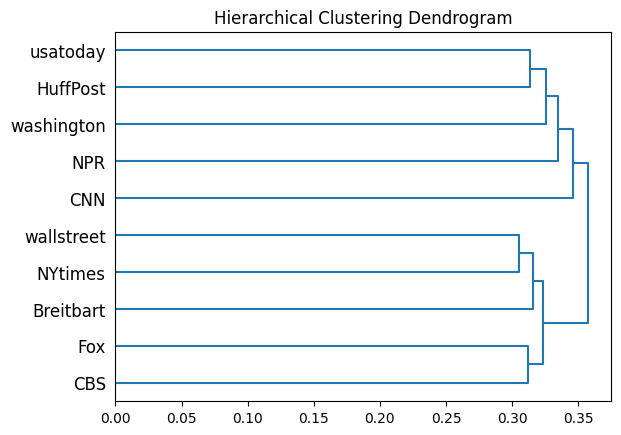 Hierarchical Clustering Dendrogram
usatoday
HuffPost
washington
NPR
CNN
wallstreet
NYtimes
Breitbart
Fox
CBS
0.00 0.05 0.10 0.15 0.20 0.25 0.30 0.35